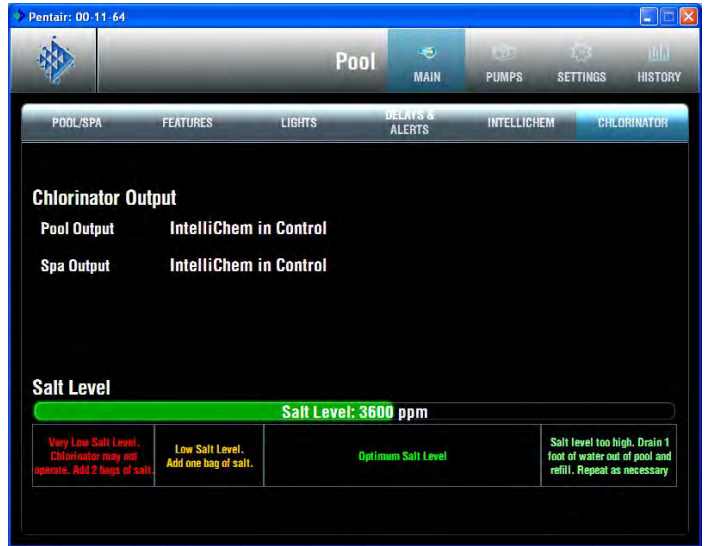 Pentair: 00-11-64
Pool
MAIN
PUMPS
SETTINGS
HISTORY
POOL/SPA
FEATURES
LIGHTS
DELAYS &
ALERTS
INTELLICHEM
CHLORINATOR
Chlorinator Output
Pool Output IntelliChem in Control
Spa Output IntelliChem in Control
Salt Level
Salt Level: 3600 ppm
Very Low Salt Level.
Chlorinator may not
operate. Add 2 bags of salt.
Low Salt Level.
Add one bag of salt.
Optimum Salt Level
Salt level too high. Drain 1
foot of water out of pool and
refill. Repeat as necessary